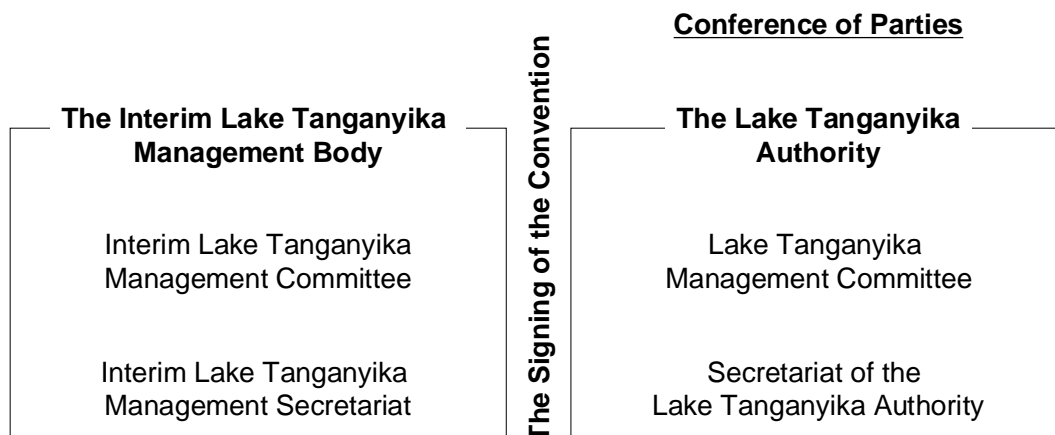 Conference of Parties
The Interim Lake Tanganyika
Management Body
Interim Lake Tanganyika
Management Committee
Interim Lake Tanganyika
Management Secretariat
The Signing of the Convention
The Lake Tanganyika
Authority
Lake Tanganyika
Management Committee
Secretariat of the
Lake Tanganyika Authority